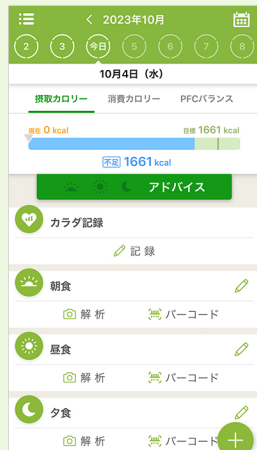 2023年10月
2 3 今日 5 6 7 8
10月4日（水）
摂取カロリー 消費カロリー PFCバランス
現在 0 kcal 目標 1661 kcal
不足 1661 kcal
アドバイス
カラダ記録
記 録
朝食
解 析 バーコード
昼食
解 析 バーコード
夕食
解 析 バーコード